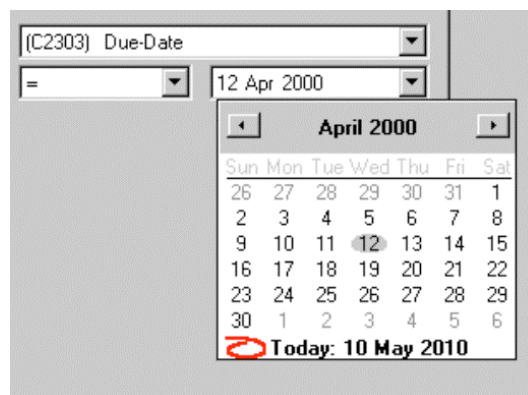 (C2303) Due-Date
= 12 Apr 2000
April 2000
Sun Mon Tue Wed Thu Fri Sat
26 27 28 29 30 31 1
2 3 4 5 6 7 8
9 10 11 12 13 14 15
16 17 18 19 20 21 22
23 24 25 26 27 28 29
30 1 2 3 4 5 6
Today: 10 May 2010